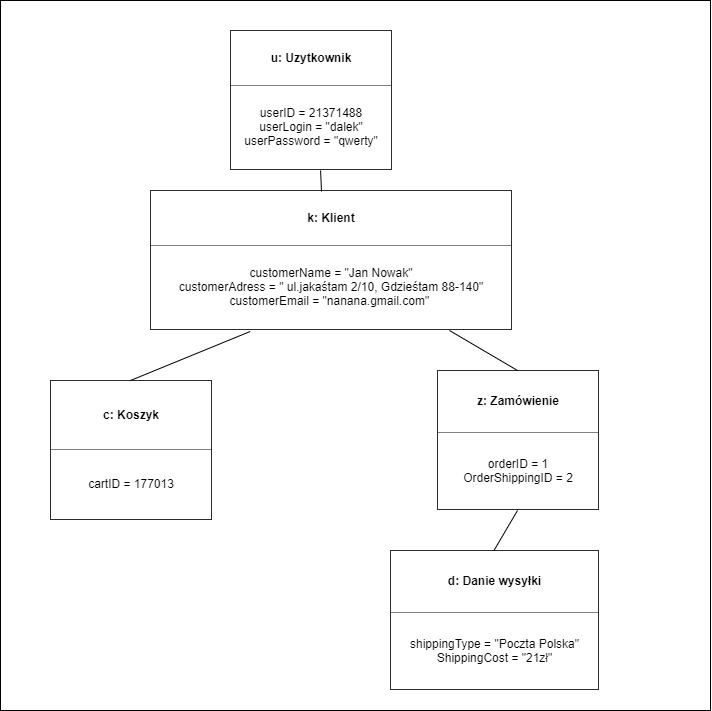 u: Uzytkownik
userID = 21371488
userLogin = "dalek"
userPassword = "qwerty"
k: Klient
customerName = "Jan Nowak"
customerAdress = " ul.jakaśtam 2/10, Gdzieśtam 88-140"
customerEmail = "nanana.gmail.com"
c: Koszyk
cartID = 177013
z: Zamówienie
orderID = 1
OrderShippingID = 2
d: Danie wysyłki
shippingType = "Poczta Polska"
ShippingCost = "21zł"